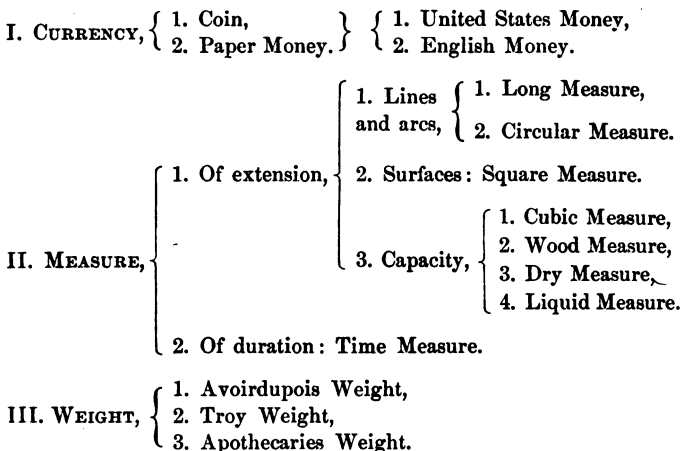 I. CURRENCY, { 1. Coin, } { 1. United States Money,
2. Paper Money. } { 2. English Money.
1. Lines and arcs, { 1. Long Measure,
2. Circular Measure.
1. Of extension, { 2. Surfaces: Square Measure.
II. MEASURE, { 3. Capacity, { 1. Cubic Measure,
2. Wood Measure,
3. Dry Measure,
4. Liquid Measure.
2. Of duration: Time Measure.
III. WEIGHT, { 1. Avoirdupois Weight,
2. Troy Weight,
3. Apothecaries Weight.